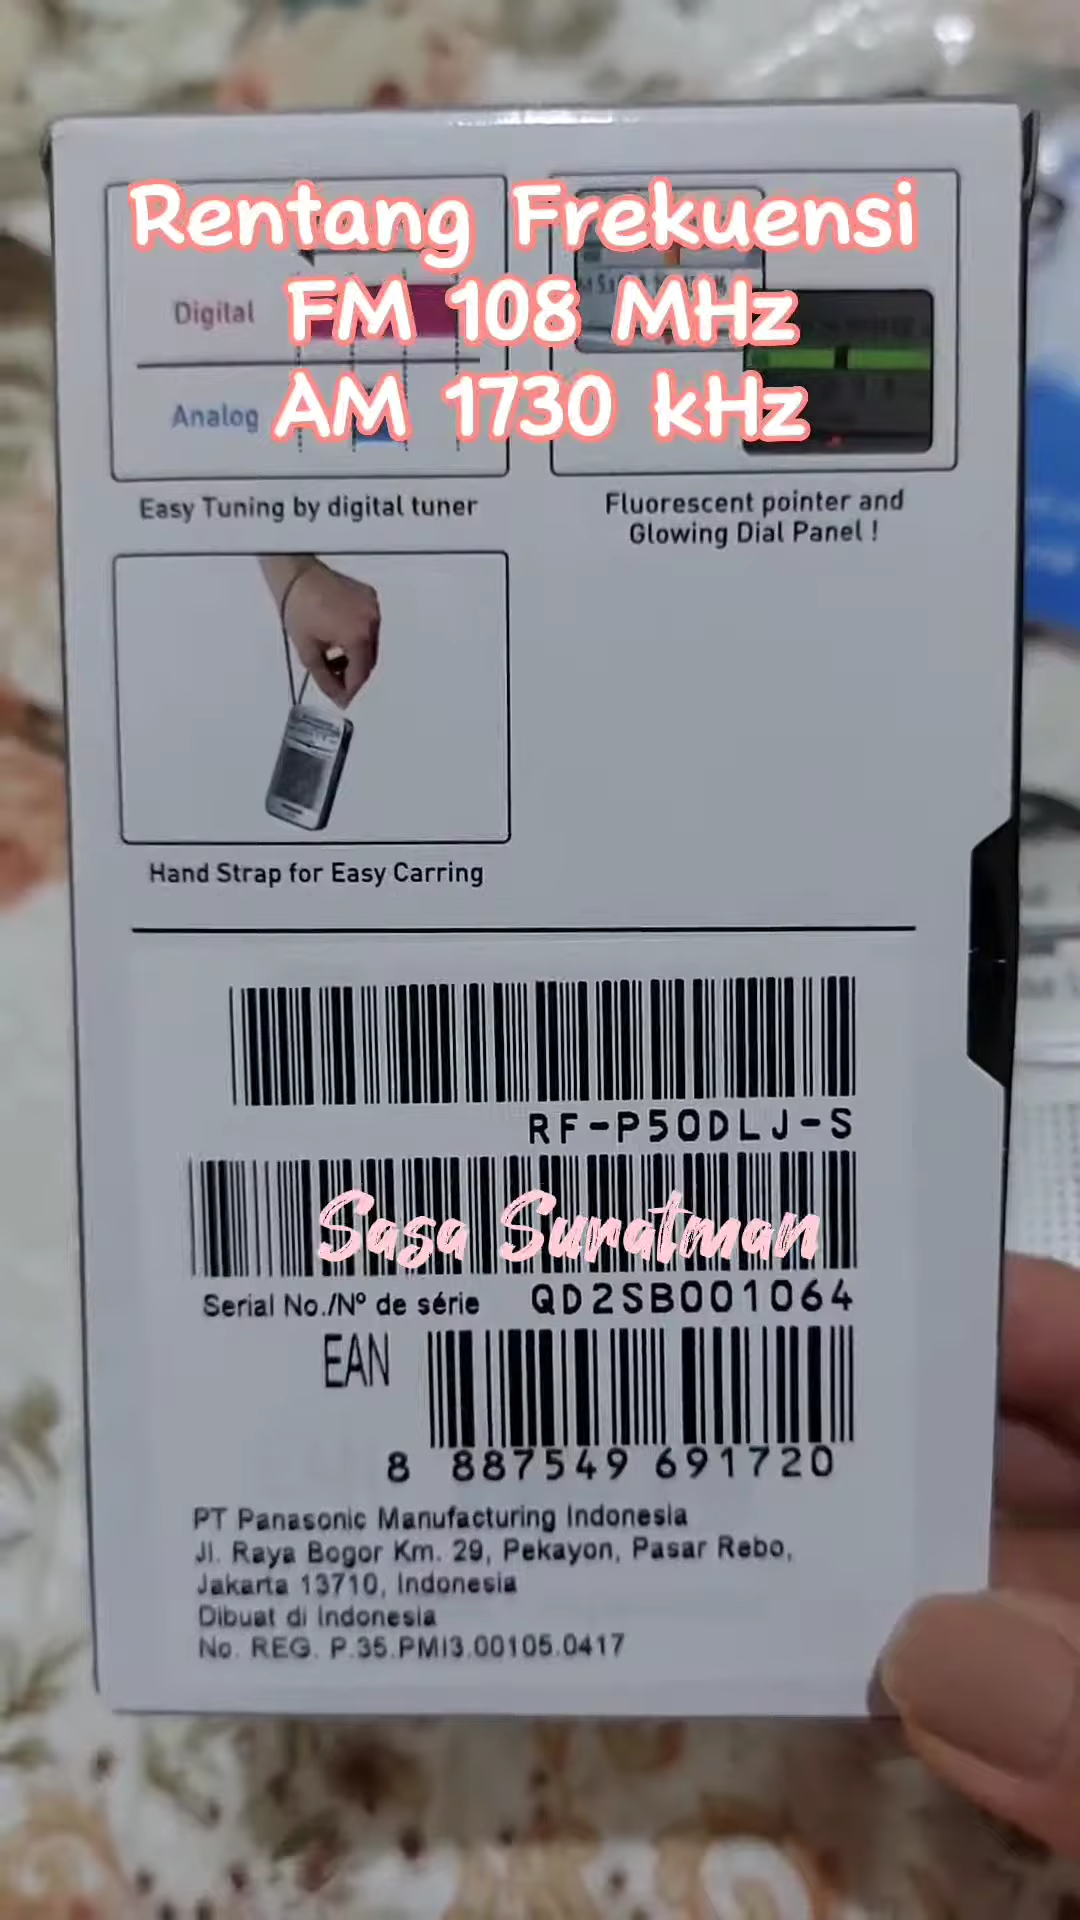 Rentang Frekuensi
FM 108 MHz
AM 1730 kHz
Digital
Analog
Easy Tuning by digital tuner
Fluorescent pointer and
Glowing Dial Panel !
Hand Strap for Easy Carring
RF-P50DLJ-S
Sasa Suratman
Serial No./Nº de série QD2SB001064
EAN
8 887549 691720
PT Panasonic Manufacturing Indonesia
Jl. Raya Bogor Km. 29, Pekayon, Pasar Rebo,
Jakarta 13710, Indonesia
Dibuat di Indonesia
No. REG. P.35.PMI3.00105.0417